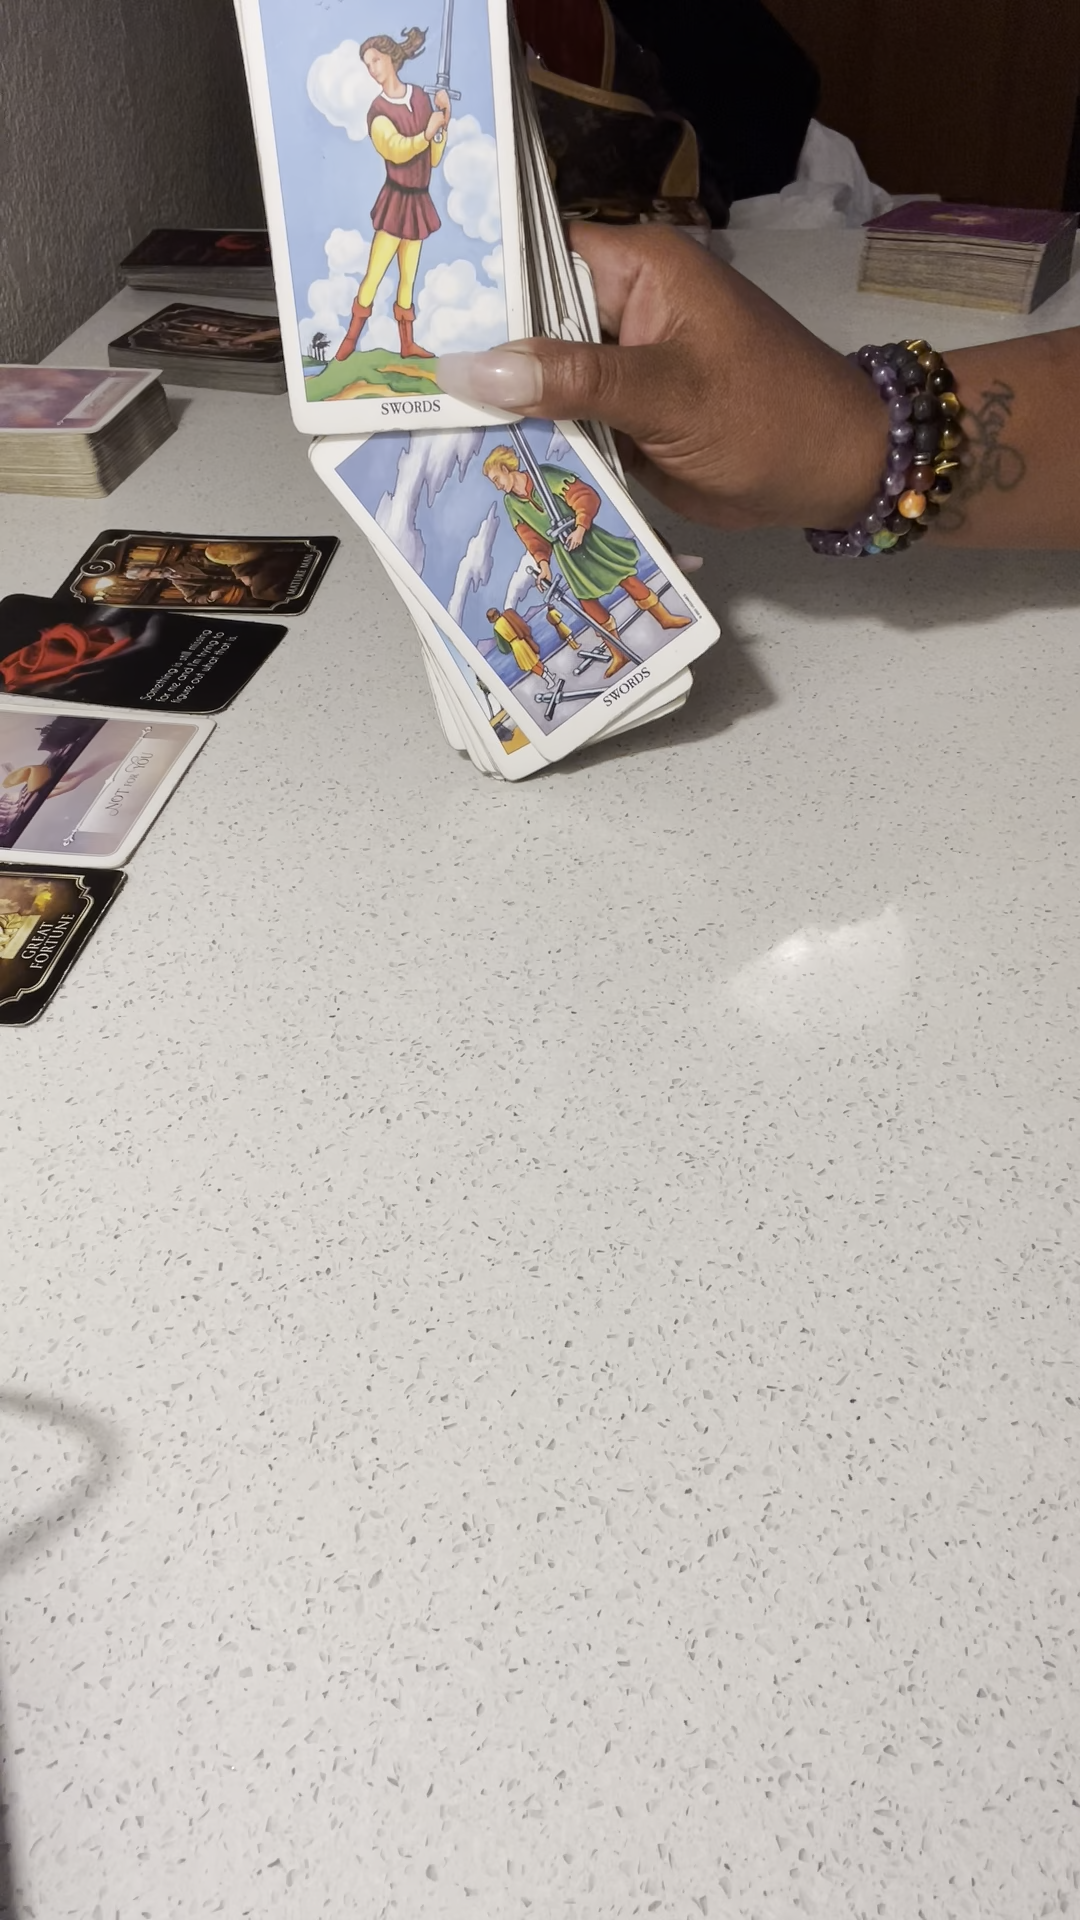 SWORDS
SWORDS
5
MATURE MAN
Something is still missing
for me and I'm trying to
figure out what that is.
NOT FOR YOU
GREAT
FORTUNE